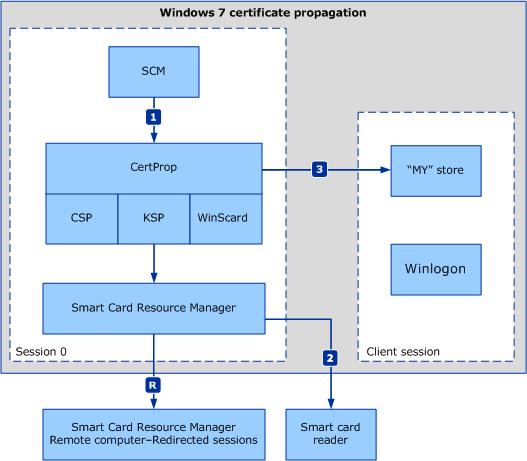 Windows 7 certificate propagation
SCM
1
CertProp
CSP
KSP
WinScard
3
“MY” store
Winlogon
Smart Card Resource Manager
Session 0
2
Client session
R
Smart Card Resource Manager
Remote computer–Redirected sessions
Smart card
reader